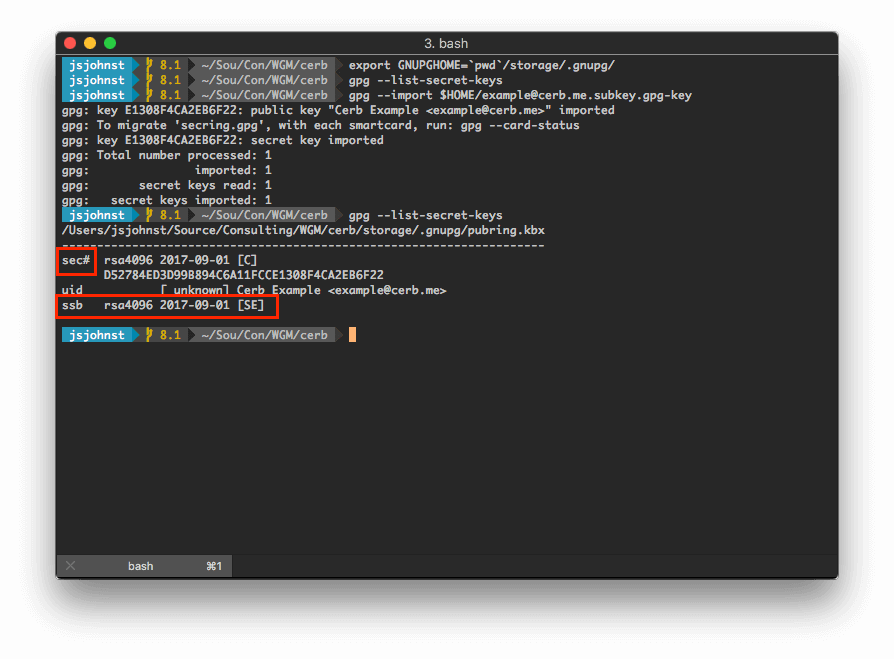 3. bash
jsjohnst 8.1 ~/Sou/Con/WGM/cerb export GNUPGHOME=`pwd`/storage/.gnupg/
jsjohnst 8.1 ~/Sou/Con/WGM/cerb gpg --list-secret-keys
jsjohnst 8.1 ~/Sou/Con/WGM/cerb gpg --import $HOME/example@cerb.me.subkey.gpg-key
gpg: key E1308F4CA2EB6F22: public key "Cerb Example <example@cerb.me>" imported
gpg: To migrate 'secring.gpg', with each smartcard, run: gpg --card-status
gpg: key E1308F4CA2EB6F22: secret key imported
gpg: Total number processed: 1
gpg:               imported: 1
gpg:       secret keys read: 1
gpg:   secret keys imported: 1
jsjohnst 8.1 ~/Sou/Con/WGM/cerb gpg --list-secret-keys
/Users/jsjohnst/Source/Consulting/WGM/cerb/storage/.gnupg/pubring.kbx
---------------------------------------------------------------------
sec#  rsa4096 2017-09-01 [C]
      D52784ED3D99B894C6A11FCCE1308F4CA2EB6F22
uid           [ unknown] Cerb Example <example@cerb.me>
ssb   rsa4096 2017-09-01 [SE]
jsjohnst 8.1 ~/Sou/Con/WGM/cerb
bash ⌘1